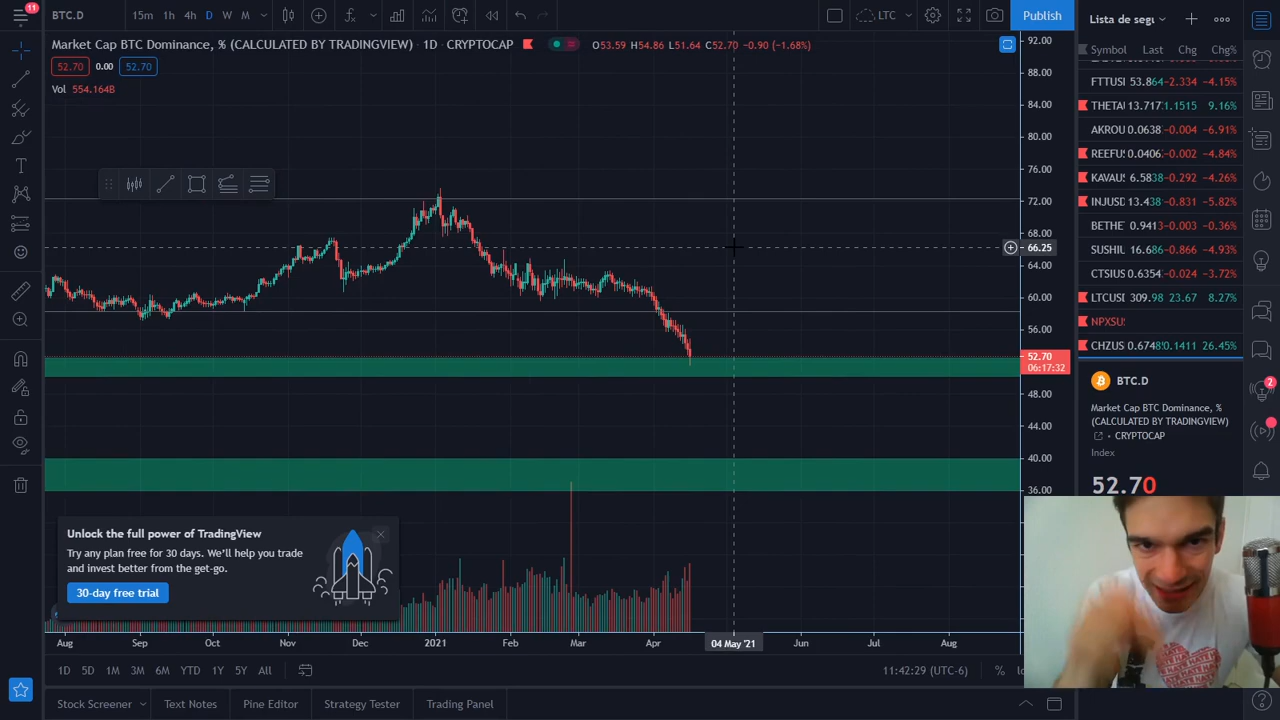 11
BTC.D
15m 1h 4h D W M
LTC
Publish
Market Cap BTC Dominance, % (CALCULATED BY TRADINGVIEW) · 1D · CRYPTOCAP
O53.59 H54.86 L51.64 C52.70 -0.90 (-1.68%)
52.70 0.00 52.70
Vol 554.164B
92.00
88.00
84.00
80.00
76.00
72.00
68.00
66.25
64.00
60.00
56.00
52.70
06:17:32
48.00
44.00
40.00
36.00
Unlock the full power of TradingView
Try any plan free for 30 days. We'll help you trade
and invest better from the get-go.
30-day free trial
Aug Sep Oct Nov Dec 2021 Feb Mar Apr 04 May '21 Jun Jul Aug
1D 5D 1M 3M 6M YTD 1Y 5Y All
11:42:29 (UTC-6) %
Stock Screener Text Notes Pine Editor Strategy Tester Trading Panel
Lista de segu
Symbol Last Chg Chg%
FTTUSI 53.864 -2.334 -4.15%
THETAI 13.717 1.1515 9.16%
AKROU 0.0638 -0.004 -6.91%
REEFU 0.0406 -0.002 -4.84%
KAVAU 6.5838 -0.292 -4.26%
INJUSD 13.438 -0.831 -5.82%
BETHE 0.9413 -0.003 -0.36%
SUSHIL 16.686 -0.866 -4.93%
CTSIUS 0.6354 -0.024 -3.72%
LTCUSI 309.98 23.67 8.27%
NPXSUS
CHZUS 0.6748 0.1411 26.45%
BTC.D
Market Cap BTC Dominance, %
(CALCULATED BY TRADINGVIEW)
CRYPTOCAP
Index
52.70
2